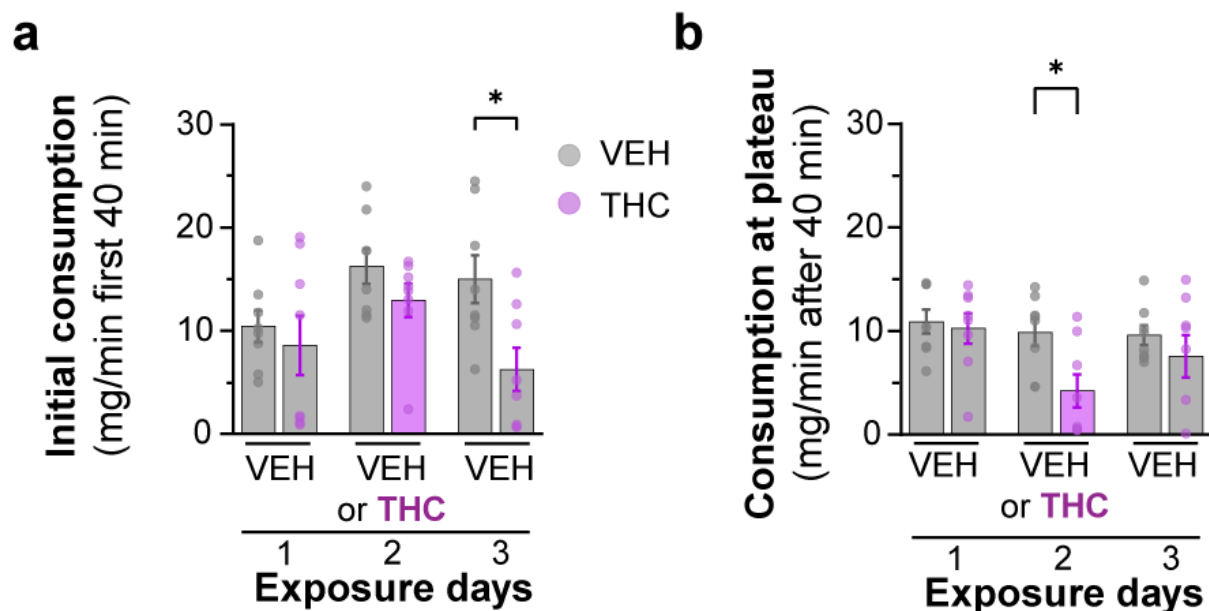 a
Initial consumption
(mg/min first 40 min)
30
20
10
0
*
VEH
THC
VEH VEH VEH
or THC
1 2 3
Exposure days
b
Consumption at plateau
(mg/min after 40 min)
30
20
10
0
*
VEH VEH VEH
or THC
1 2 3
Exposure days